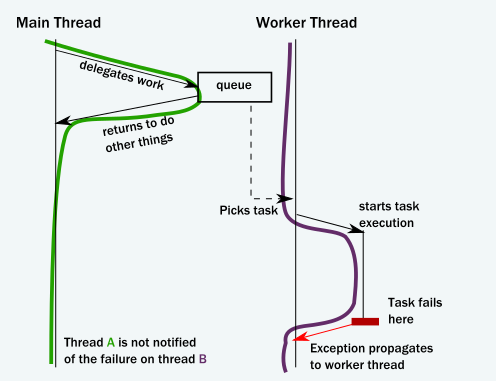 Main Thread
Worker Thread
delegates work
queue
returns to do
other things
Picks task
starts task
execution
Task fails
here
Thread A is not notified
of the failure on thread B
Exception propagates
to worker thread